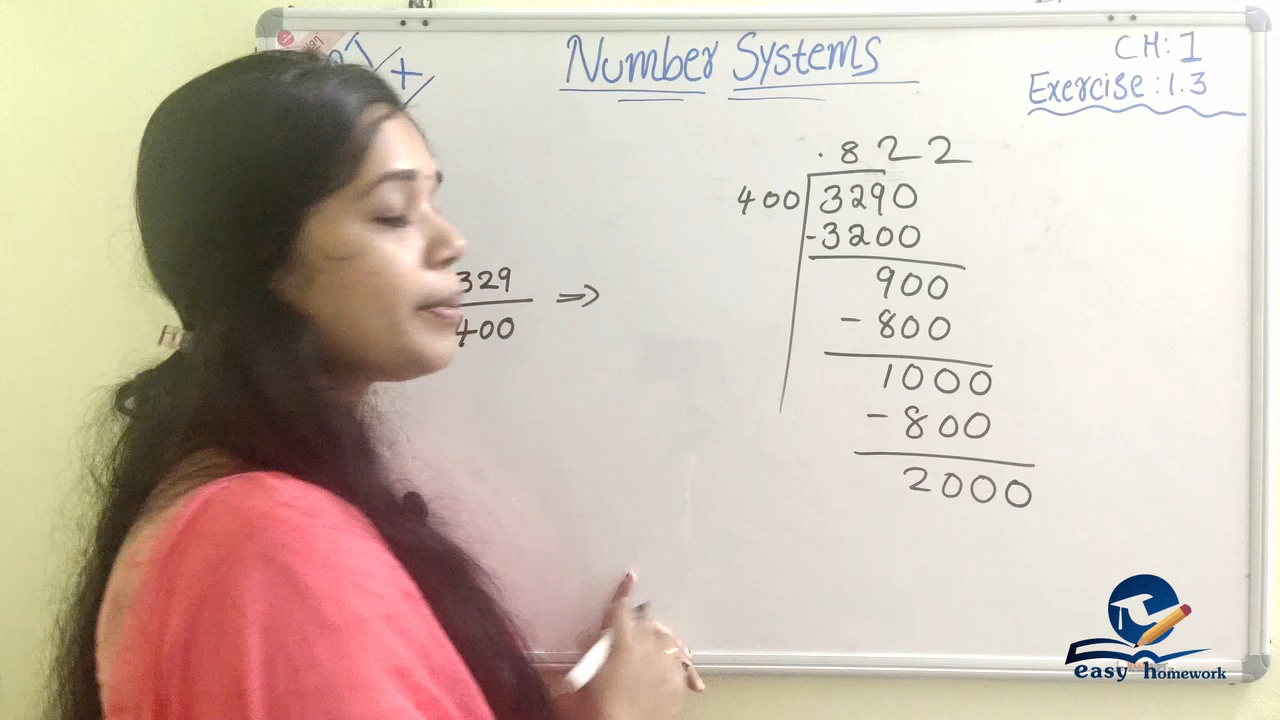 Number Systems
CH: 1
Exercise: 1.3
329
400
=>
.822
400 3290
-3200
900
-800
1000
-800
2000
easy homework